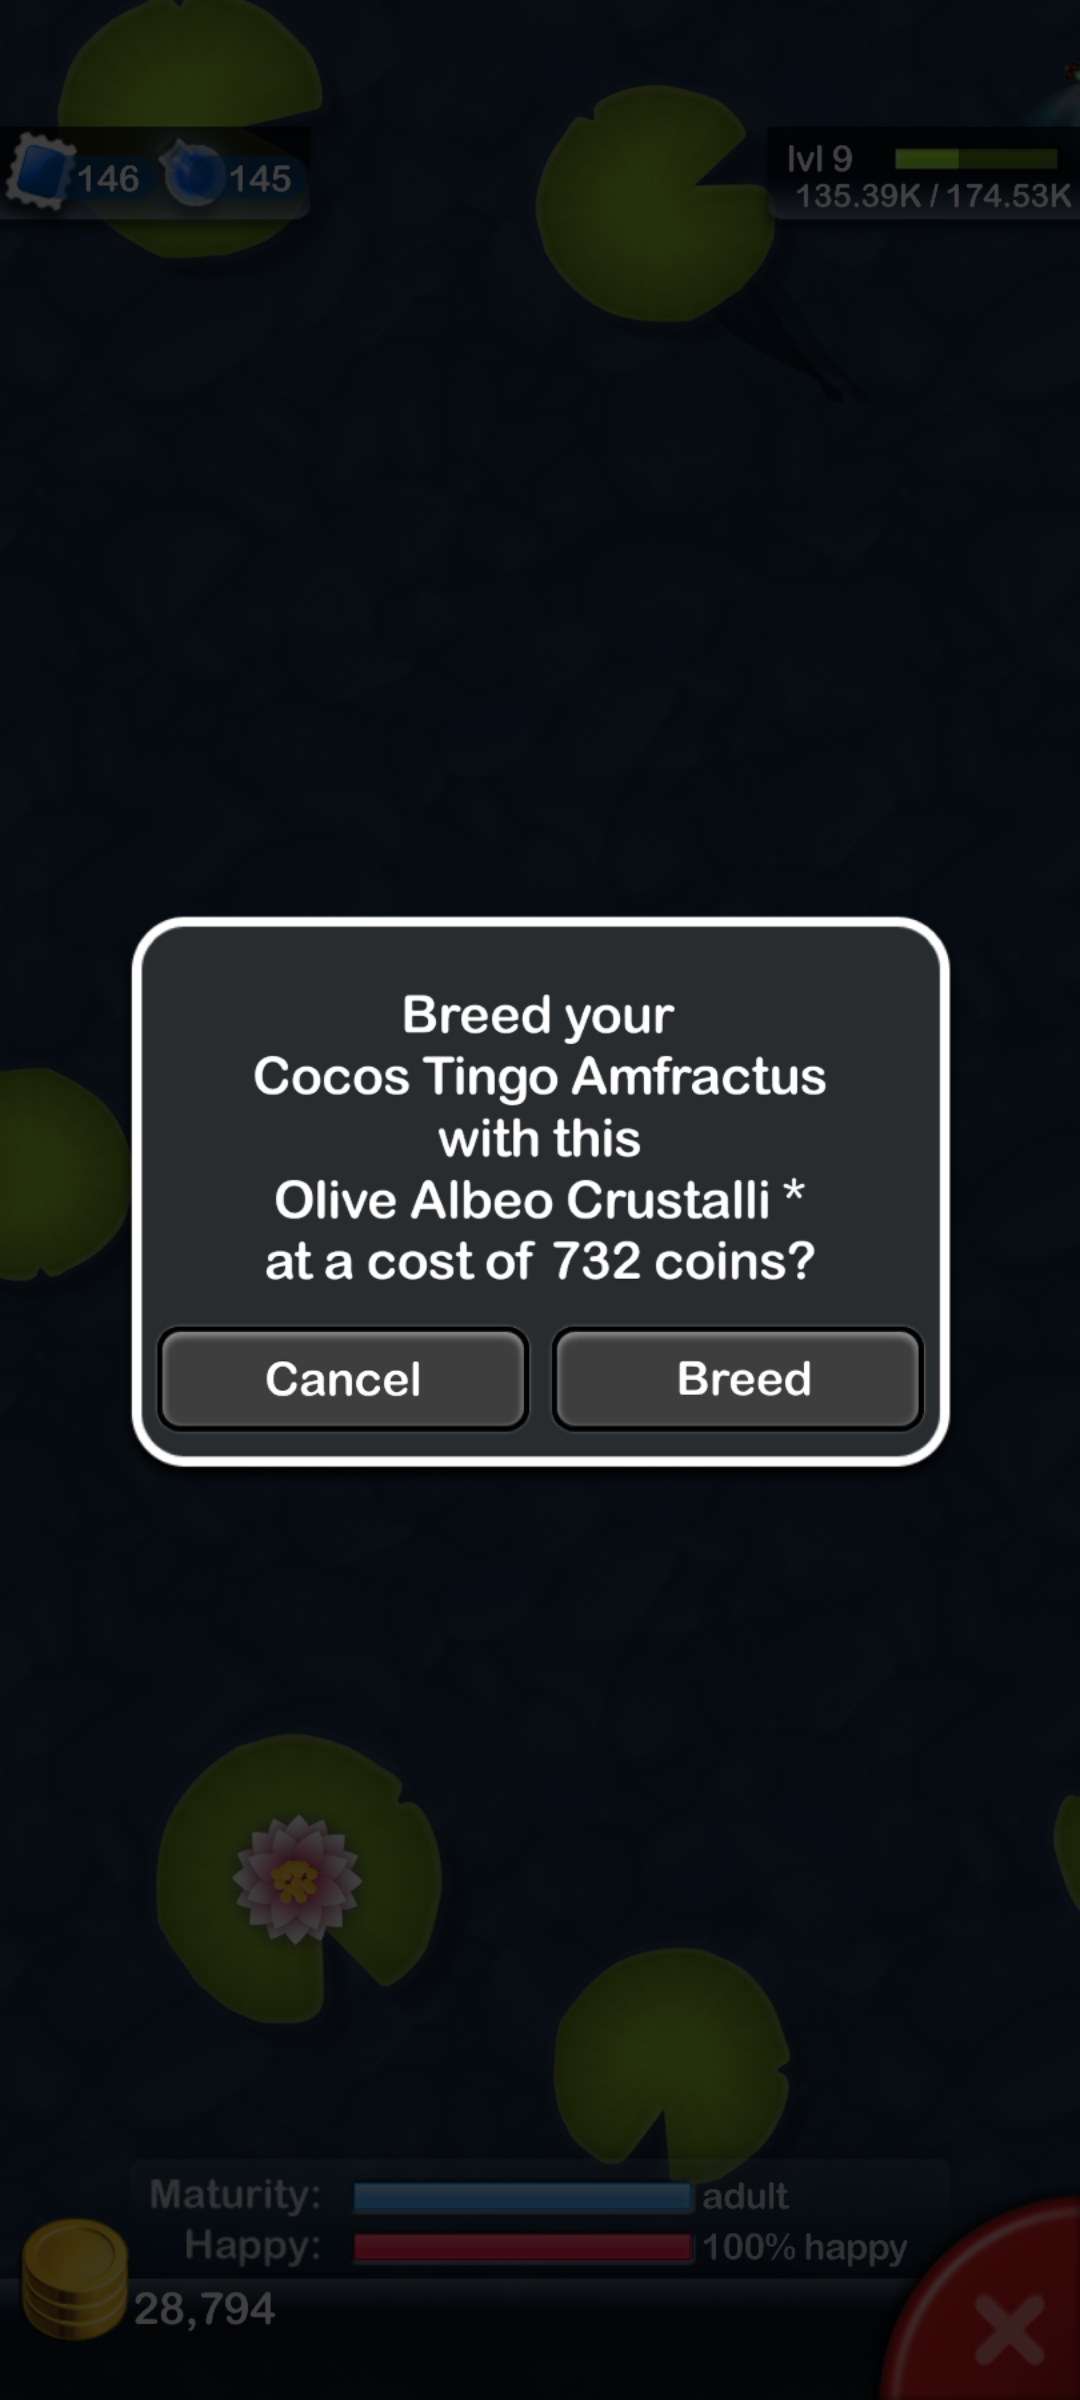 146 145
lvl 9
135.39K / 174.53K
Breed your
Cocos Tingo Amfractus
with this
Olive Albeo Crustalli *
at a cost of 732 coins?
Cancel Breed
Maturity: adult
Happy: 100% happy
28,794